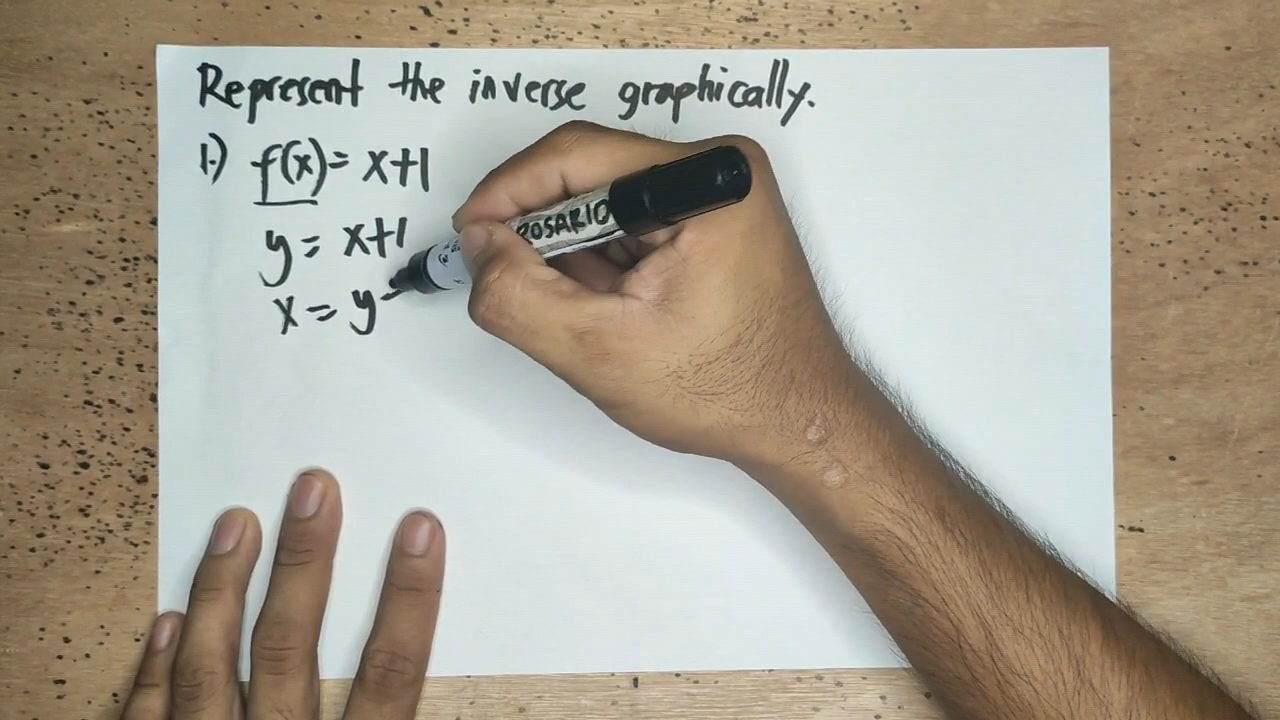 Represent the inverse graphically.
1.) f(x) = x+1
y = x+1
ROSARIO
x = y-